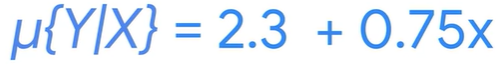 μ{Y|X} = 2.3 + 0.75x